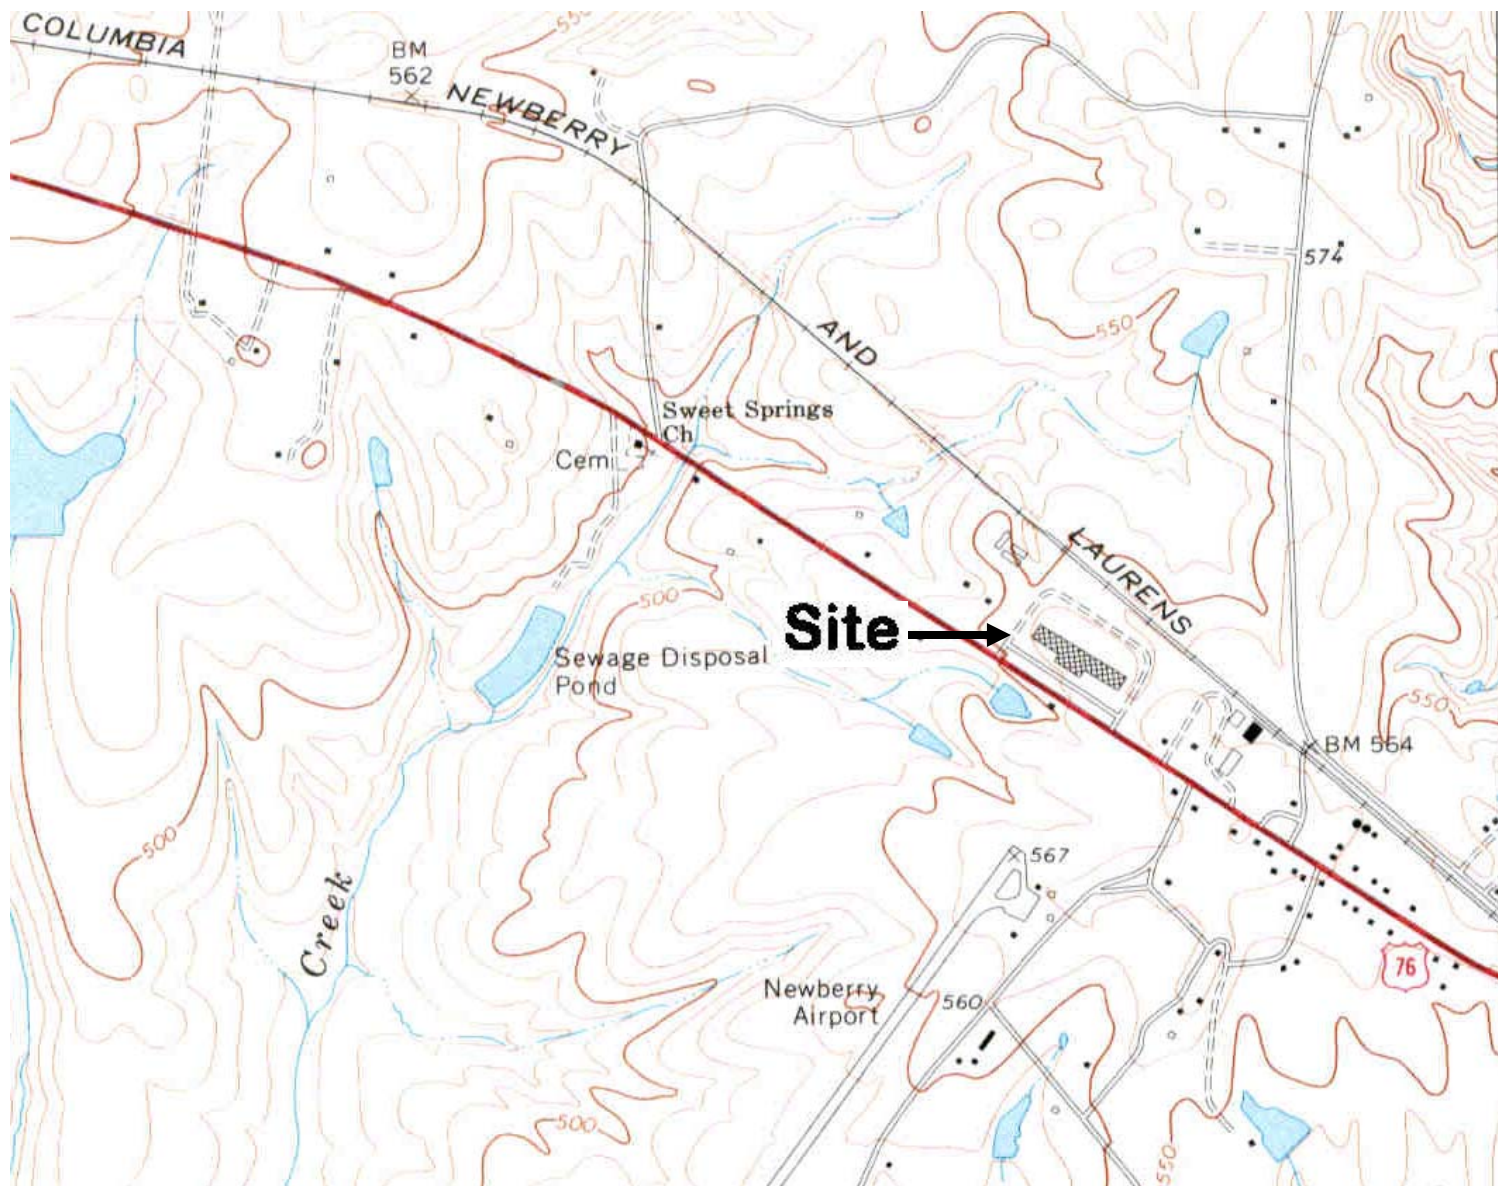 COLUMBIA
BM
562
NEWBERRY
550
574
AND
550
Sweet Springs
Ch
Cem
LAURENS
500
Site
Sewage Disposal
Pond
550
BM 564
500
567
Creek
76
Newberry
Airport
560
500
550